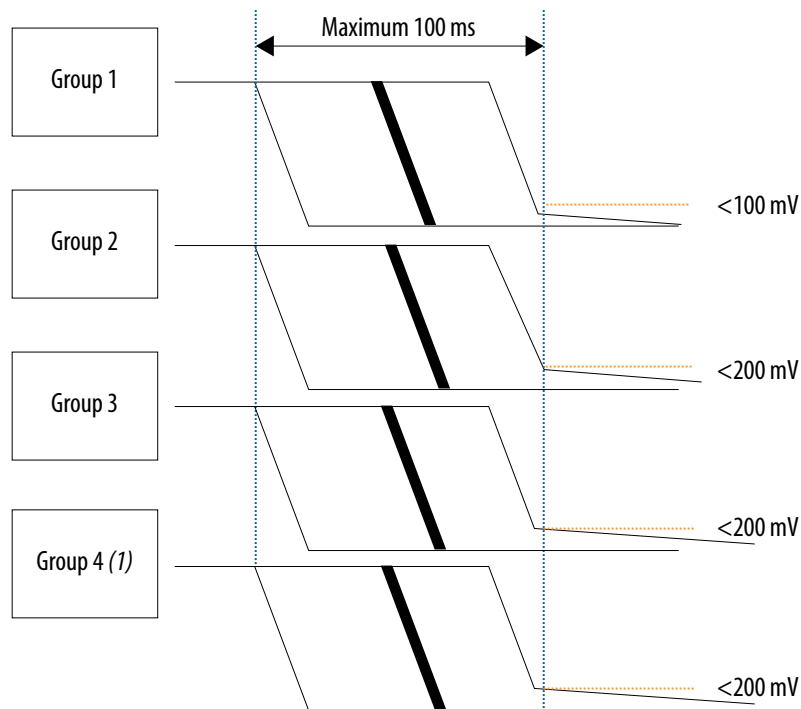 Maximum 100 ms
Group 1
<100 mV
Group 2
<200 mV
Group 3
<200 mV
Group 4 (1)
<200 mV